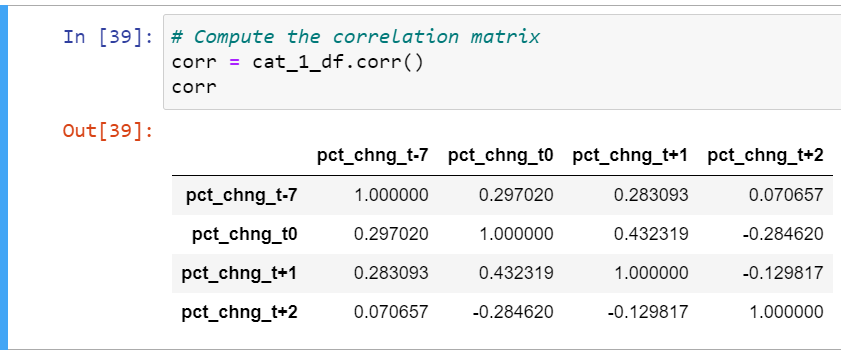 In [39]: # Compute the correlation matrix
corr = cat_1_df.corr()
corr
Out[39]:
pct_chng_t-7 pct_chng_t0 pct_chng_t+1 pct_chng_t+2
pct_chng_t-7 1.000000 0.297020 0.283093 0.070657
pct_chng_t0 0.297020 1.000000 0.432319 -0.284620
pct_chng_t+1 0.283093 0.432319 1.000000 -0.129817
pct_chng_t+2 0.070657 -0.284620 -0.129817 1.000000